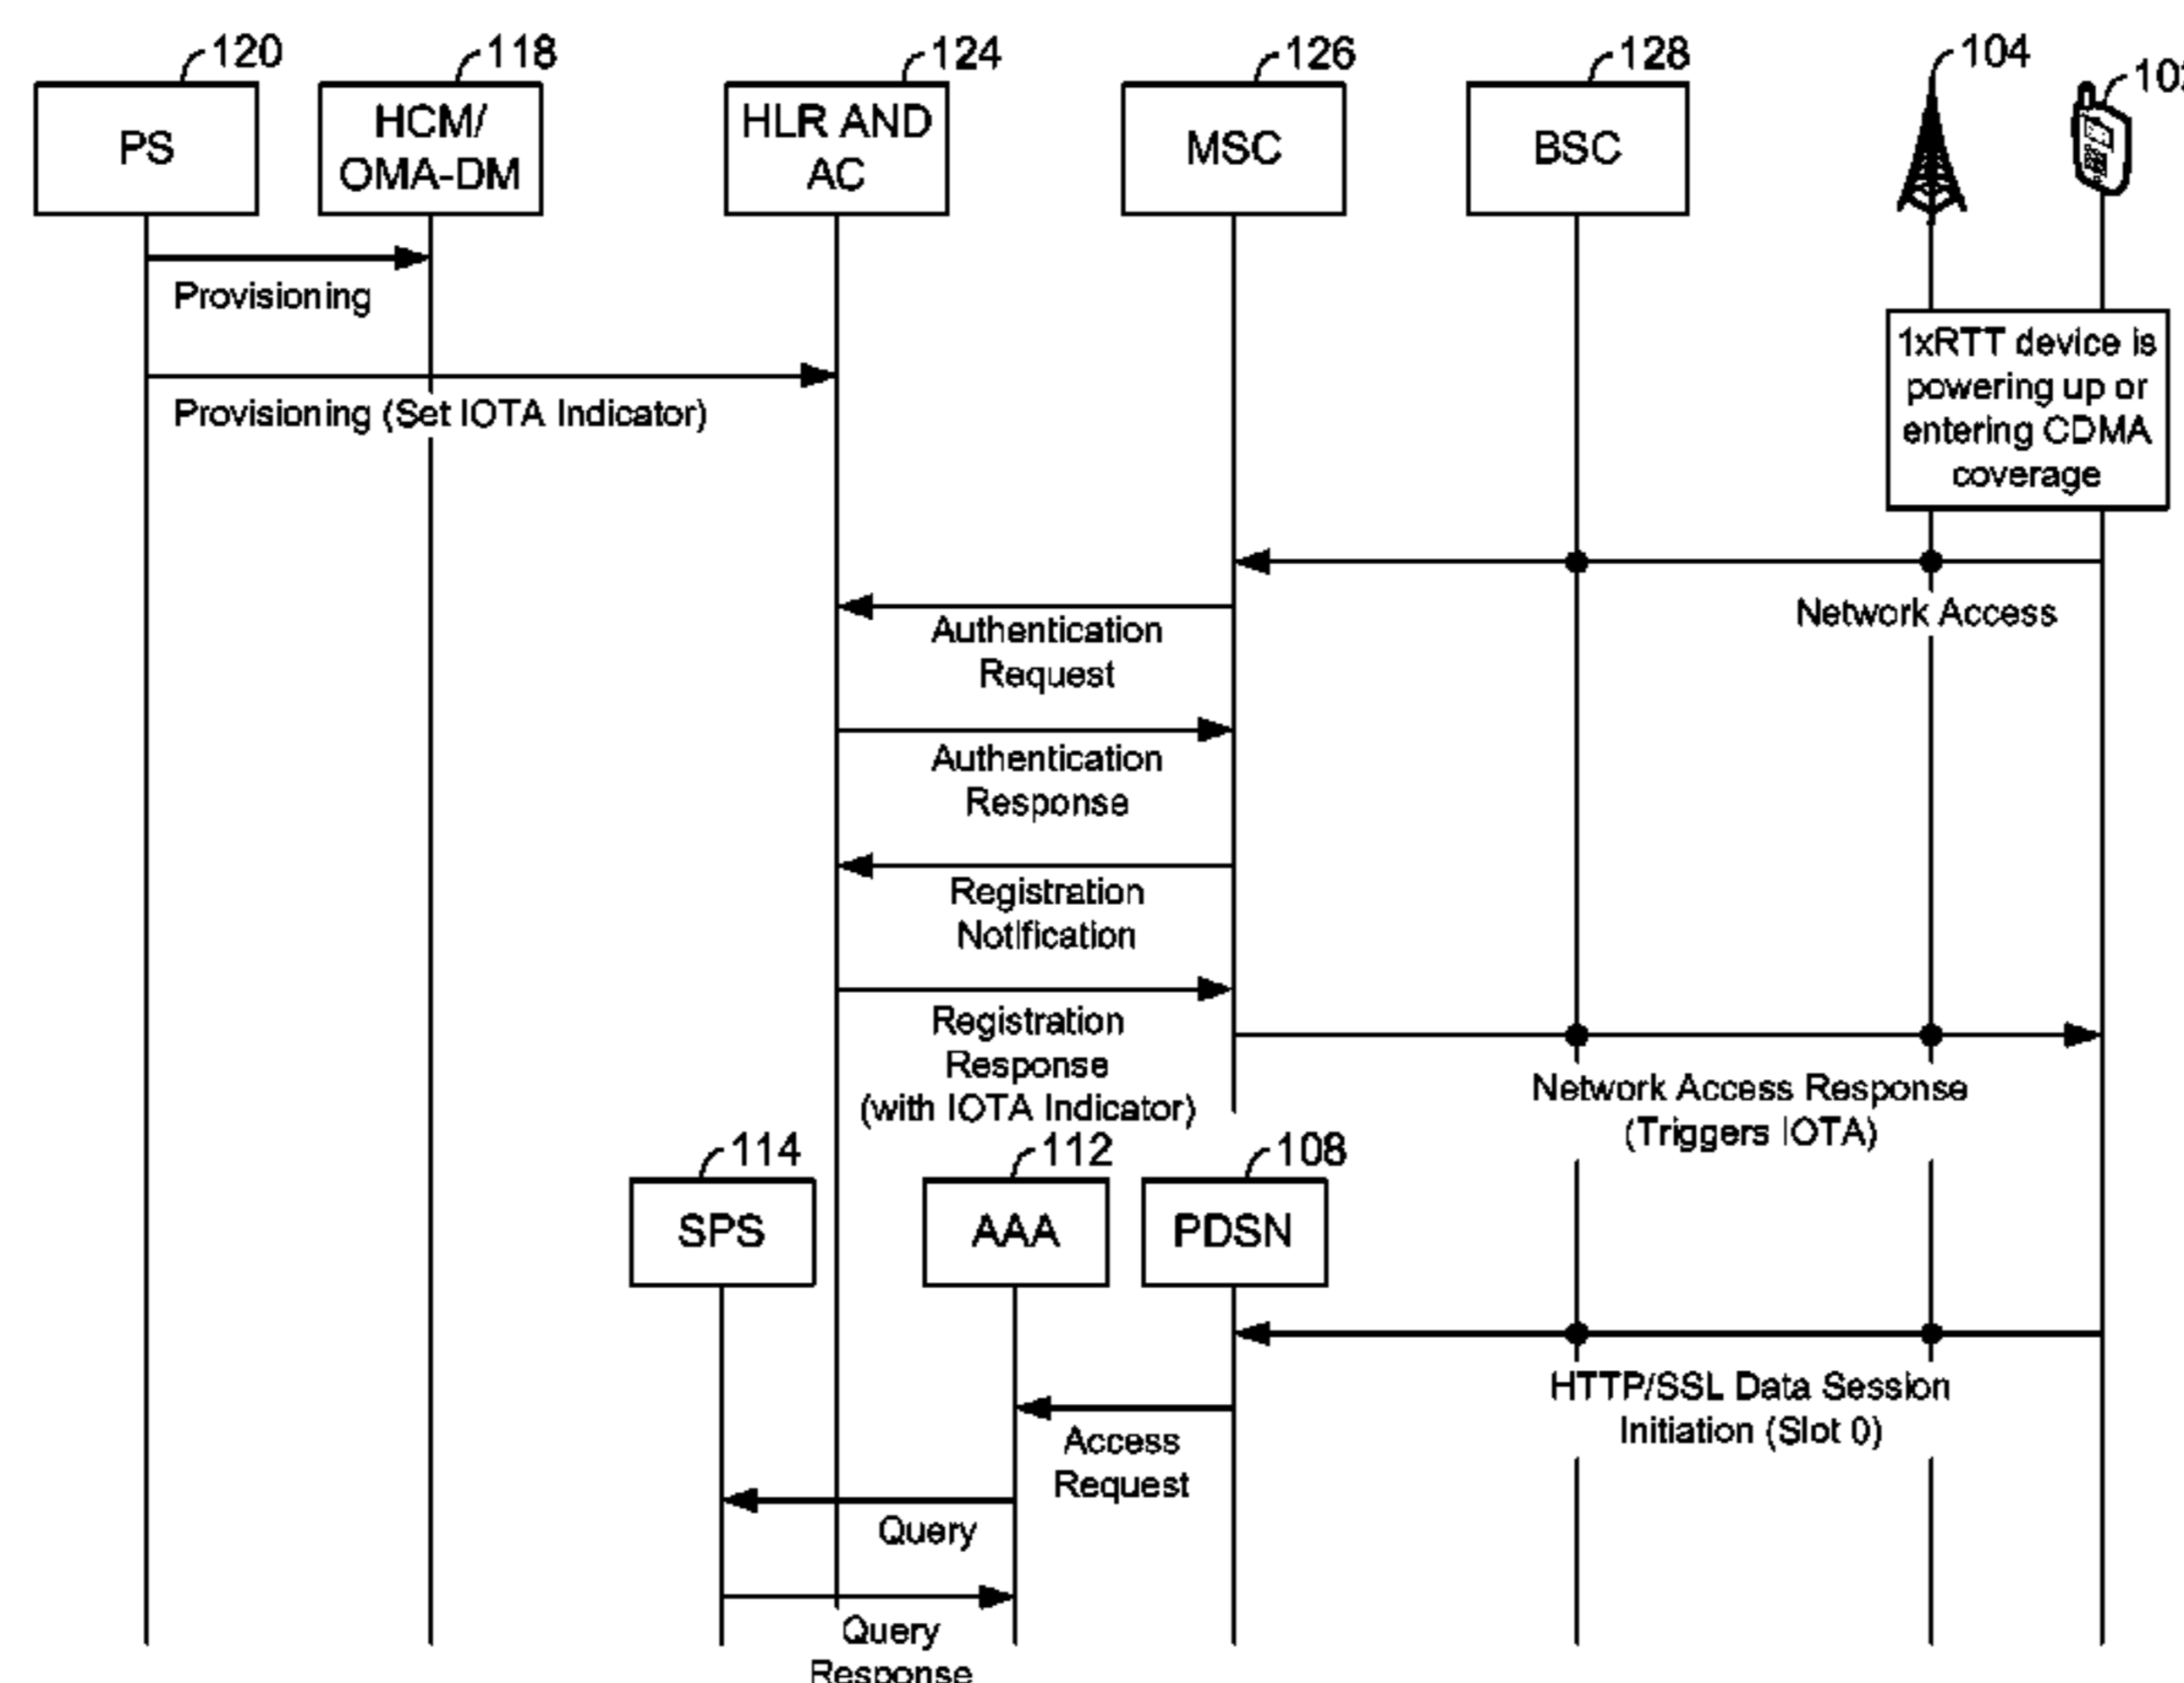 120
118
124
126
128
104
PS
HCM/
OMA-DM
HLR AND
AC
MSC
BSC
Provisioning
Provisioning (Set IOTA Indicator)
1xRTT device is
powering up or
entering CDMA
coverage
Network Access
Authentication
Request
Authentication
Response
Registration
Notification
Registration
Response
(with IOTA Indicator)
Network Access Response
(Triggers IOTA)
114
112
108
SPS
AAA
PDSN
HTTP/SSL Data Session
Initiation (Slot 0)
Access
Request
Query
Query
Response